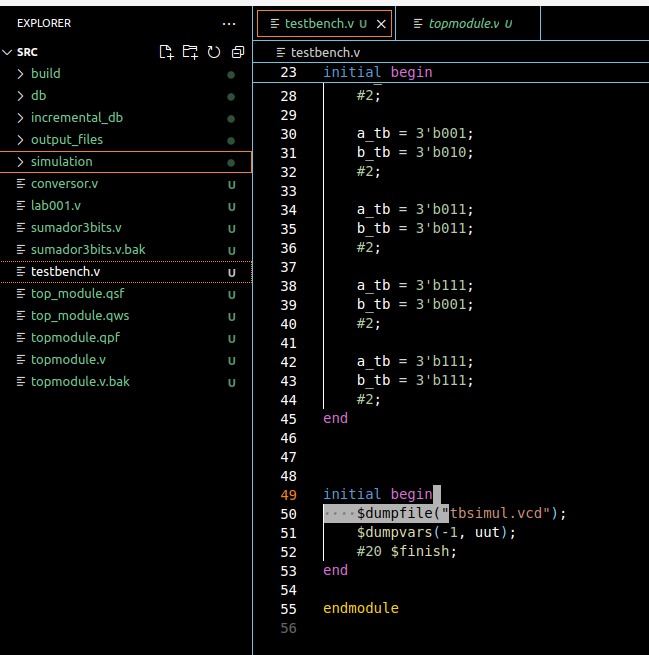 EXPLORER ...
SRC
build
db
incremental_db
output_files
simulation
conversor.v U
lab001.v U
sumador3bits.v U
sumador3bits.v.bak U
testbench.v U
top_module.qsf U
top_module.qws U
topmodule.qpf U
topmodule.v U
topmodule.v.bak U
testbench.v U
topmodule.v U
testbench.v
23 initial begin
28 #2;
29
30 a_tb = 3'b001;
31 b_tb = 3'b010;
32 #2;
33
34 a_tb = 3'b011;
35 b_tb = 3'b011;
36 #2;
37
38 a_tb = 3'b111;
39 b_tb = 3'b001;
40 #2;
41
42 a_tb = 3'b111;
43 b_tb = 3'b111;
44 #2;
45 end
46
47
48
49 initial begin
50 ····$dumpfile("tbsimul.vcd");
51 $dumpvars(-1, uut);
52 #20 $finish;
53 end
54
55 endmodule
56